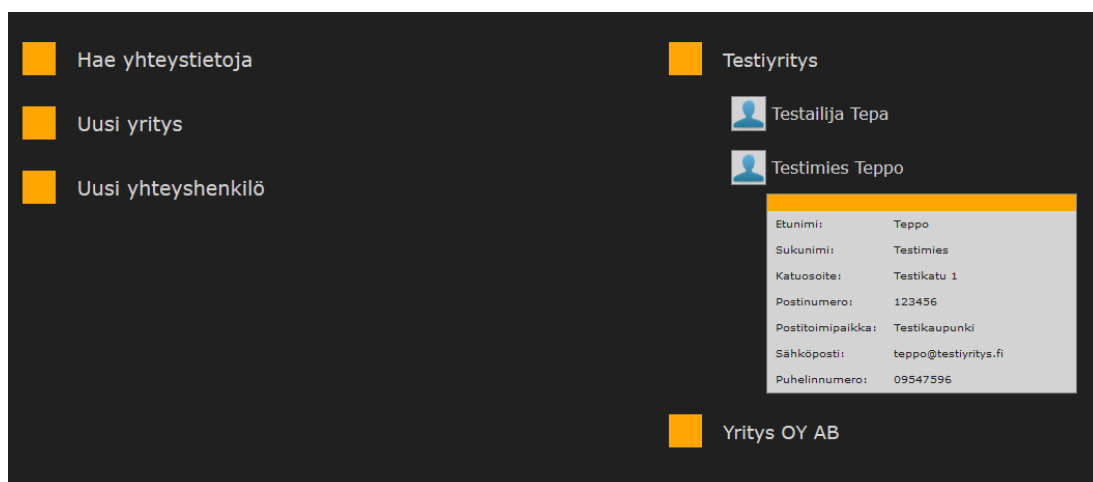 Hae yhteystietoja
Uusi yritys
Uusi yhteyshenkilö
Testiyritys
Testailija Tepa
Testimies Teppo
Etunimi: Teppo
Sukunimi: Testimies
Katuosoite: Testikatu 1
Postinumero: 123456
Postitoimipaikka: Testikaupunki
Sähköposti: teppo@testiyritys.fi
Puhelinnumero: 09547596
Yritys OY AB